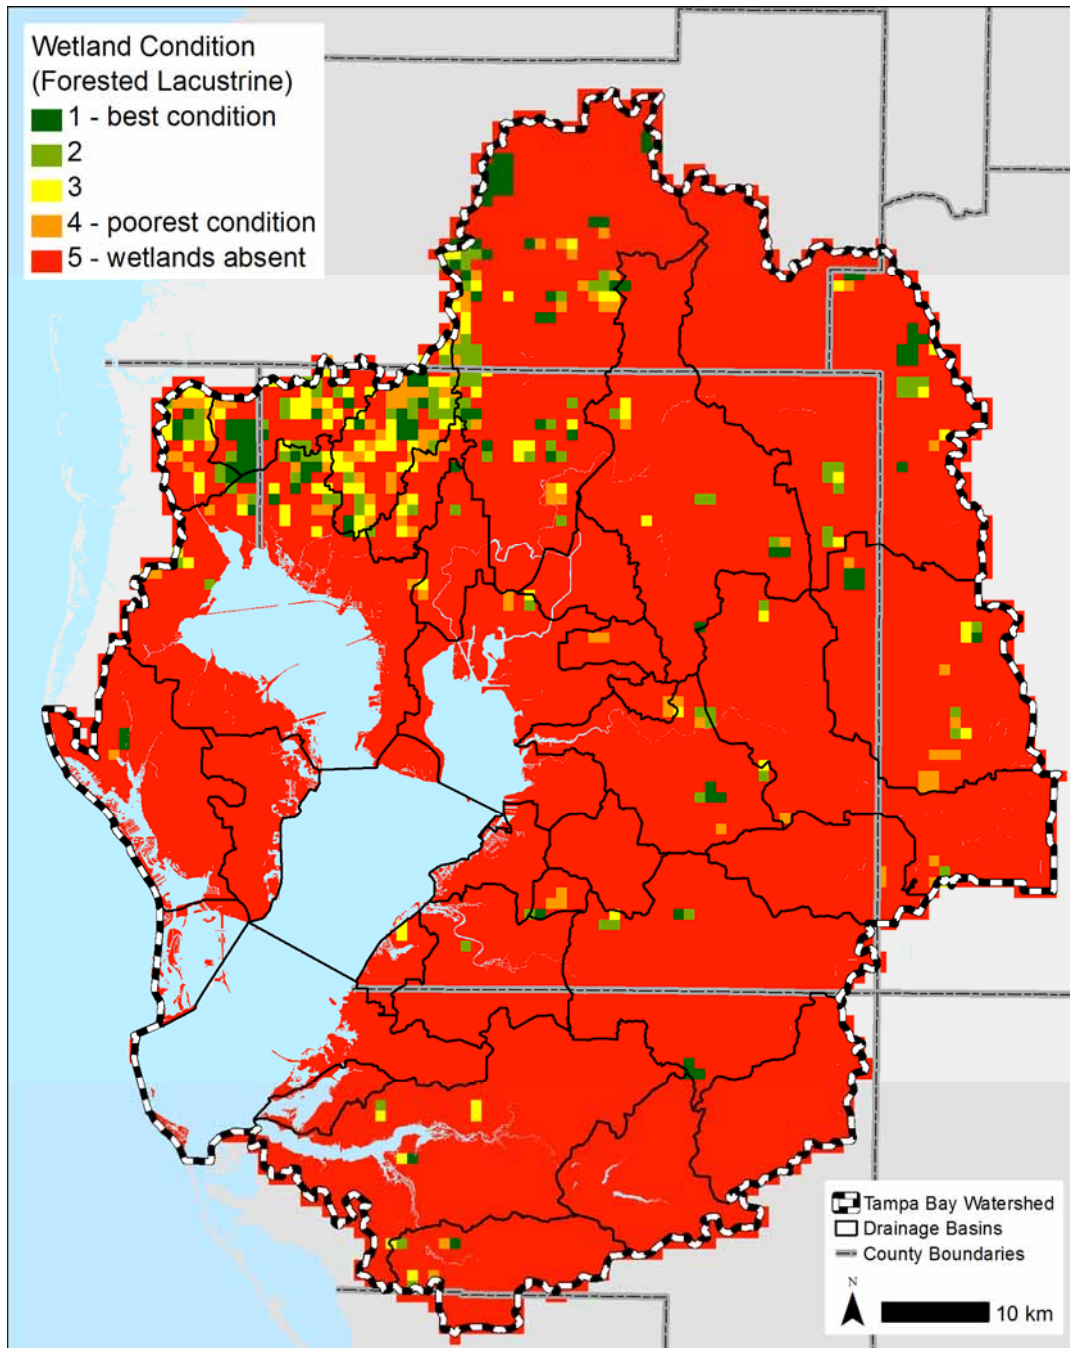 Wetland Condition
(Forested Lacustrine)
1 - best condition
2
3
4 - poorest condition
5 - wetlands absent
Tampa Bay Watershed
Drainage Basins
County Boundaries
N
10 km